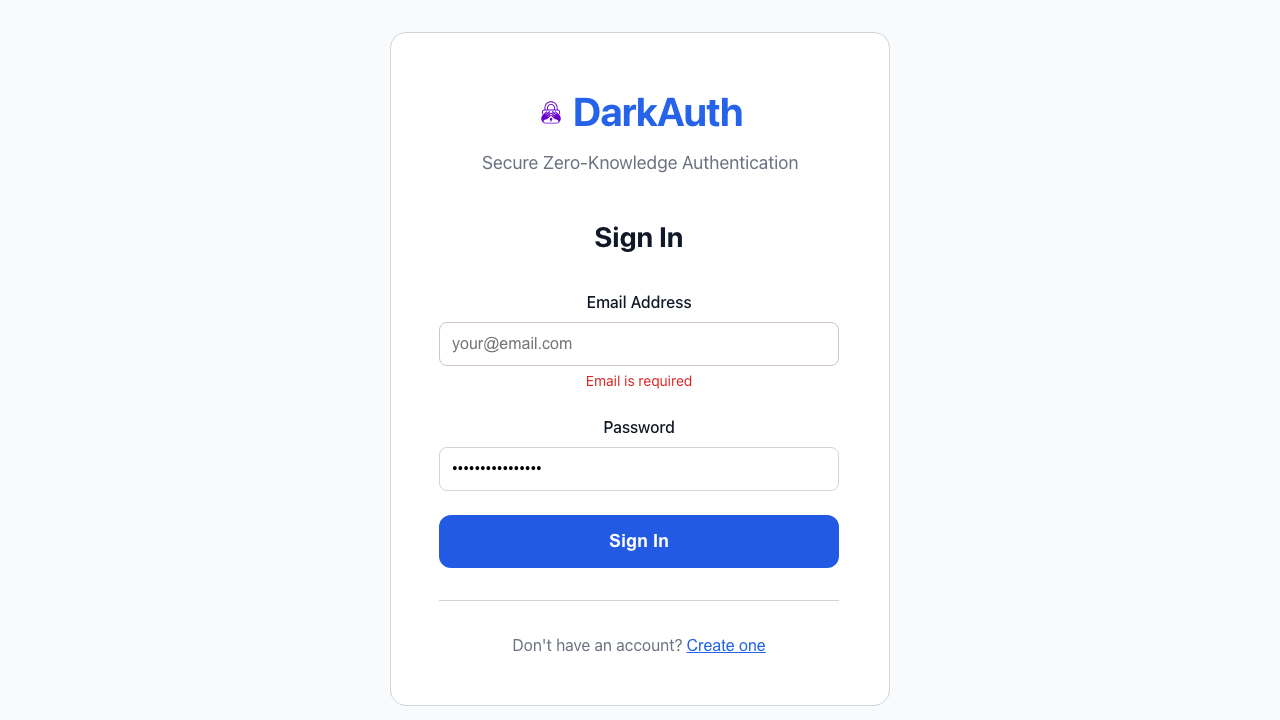 DarkAuth
Secure Zero-Knowledge Authentication
Sign In
Email Address
your@email.com
Email is required
Password
••••••••••••••••
Sign In
Don't have an account? Create one